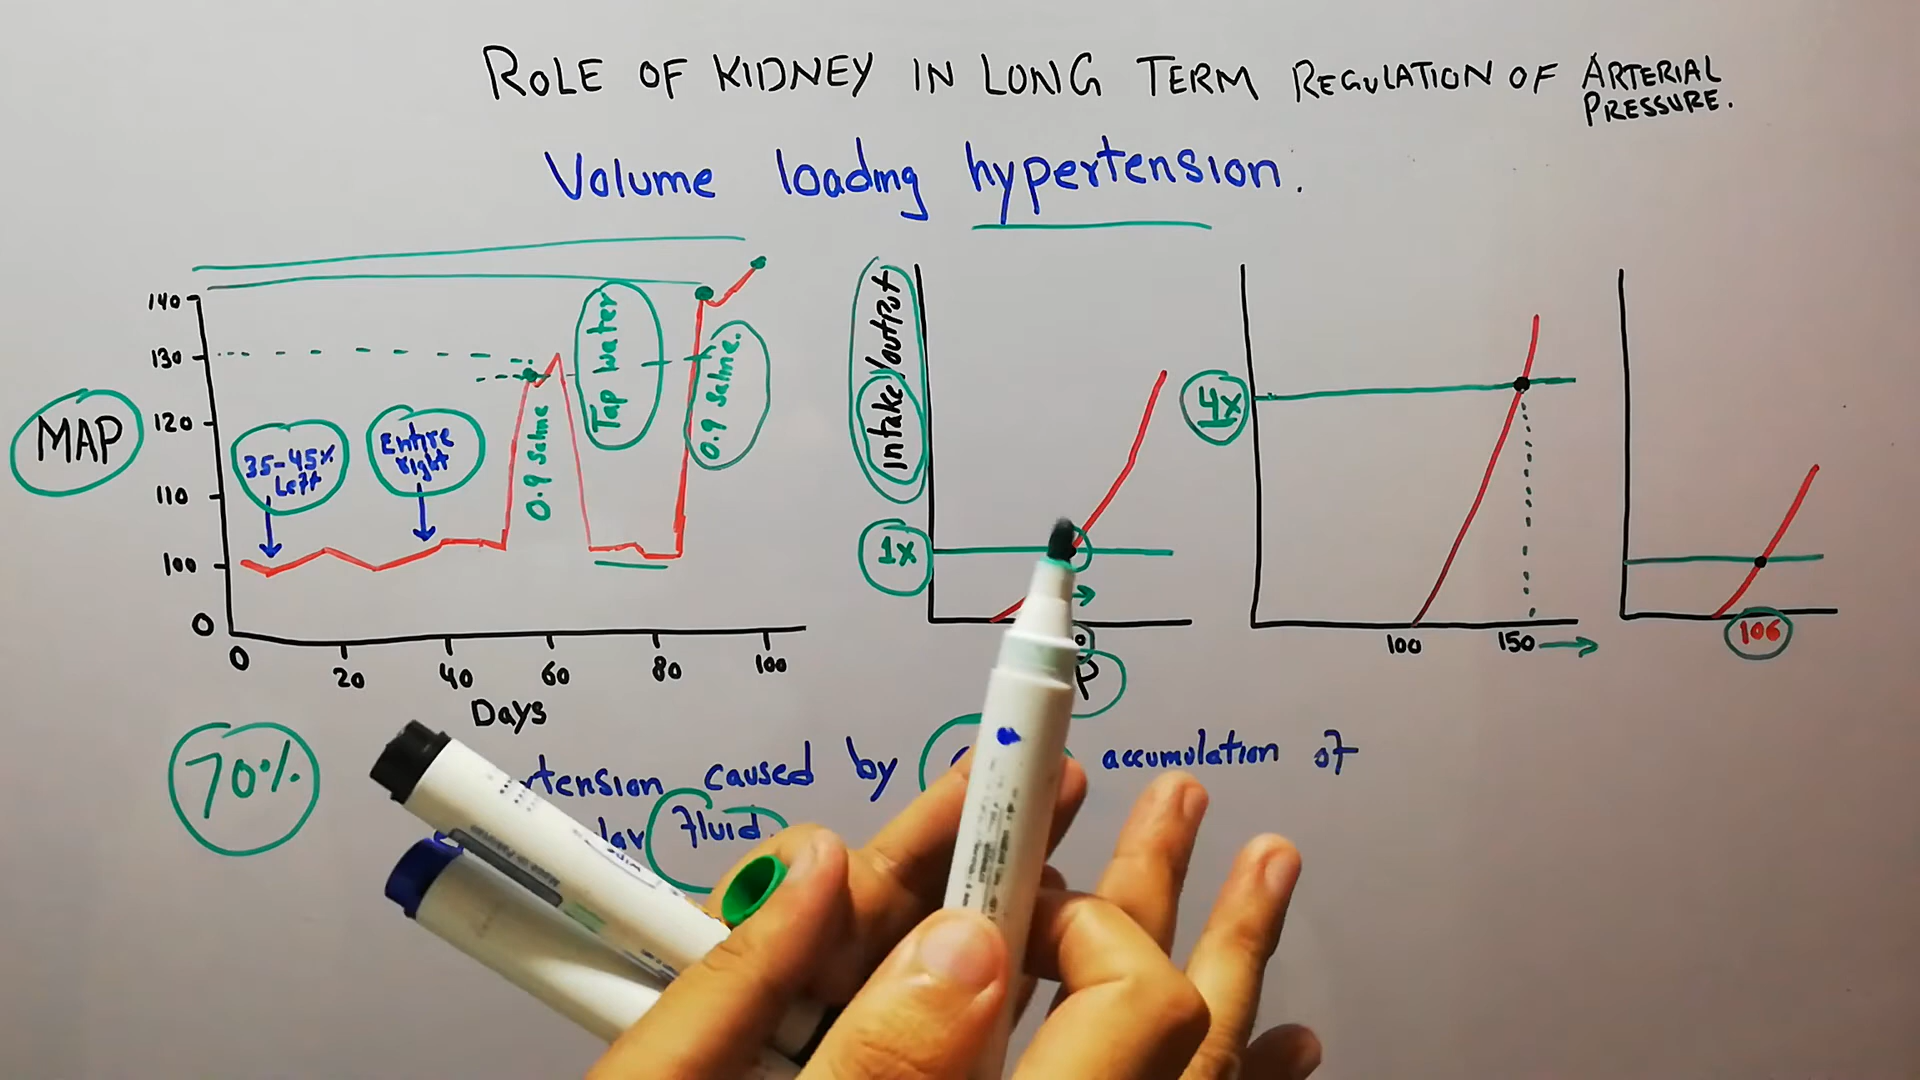 ROLE OF KIDNEY IN LONG TERM REGULATION OF ARTERIAL PRESSURE.
Volume loading hypertension.
MAP
140
130
120
110
100
0
35-45% Left
Entire right
0.9 Saline
Tap Water
0.9 Saline.
0
20
40
60
80
100
Days
Intake/output
1x
P
4x
100
150
106
70%
rtension caused by accumulation of
lar fluid.